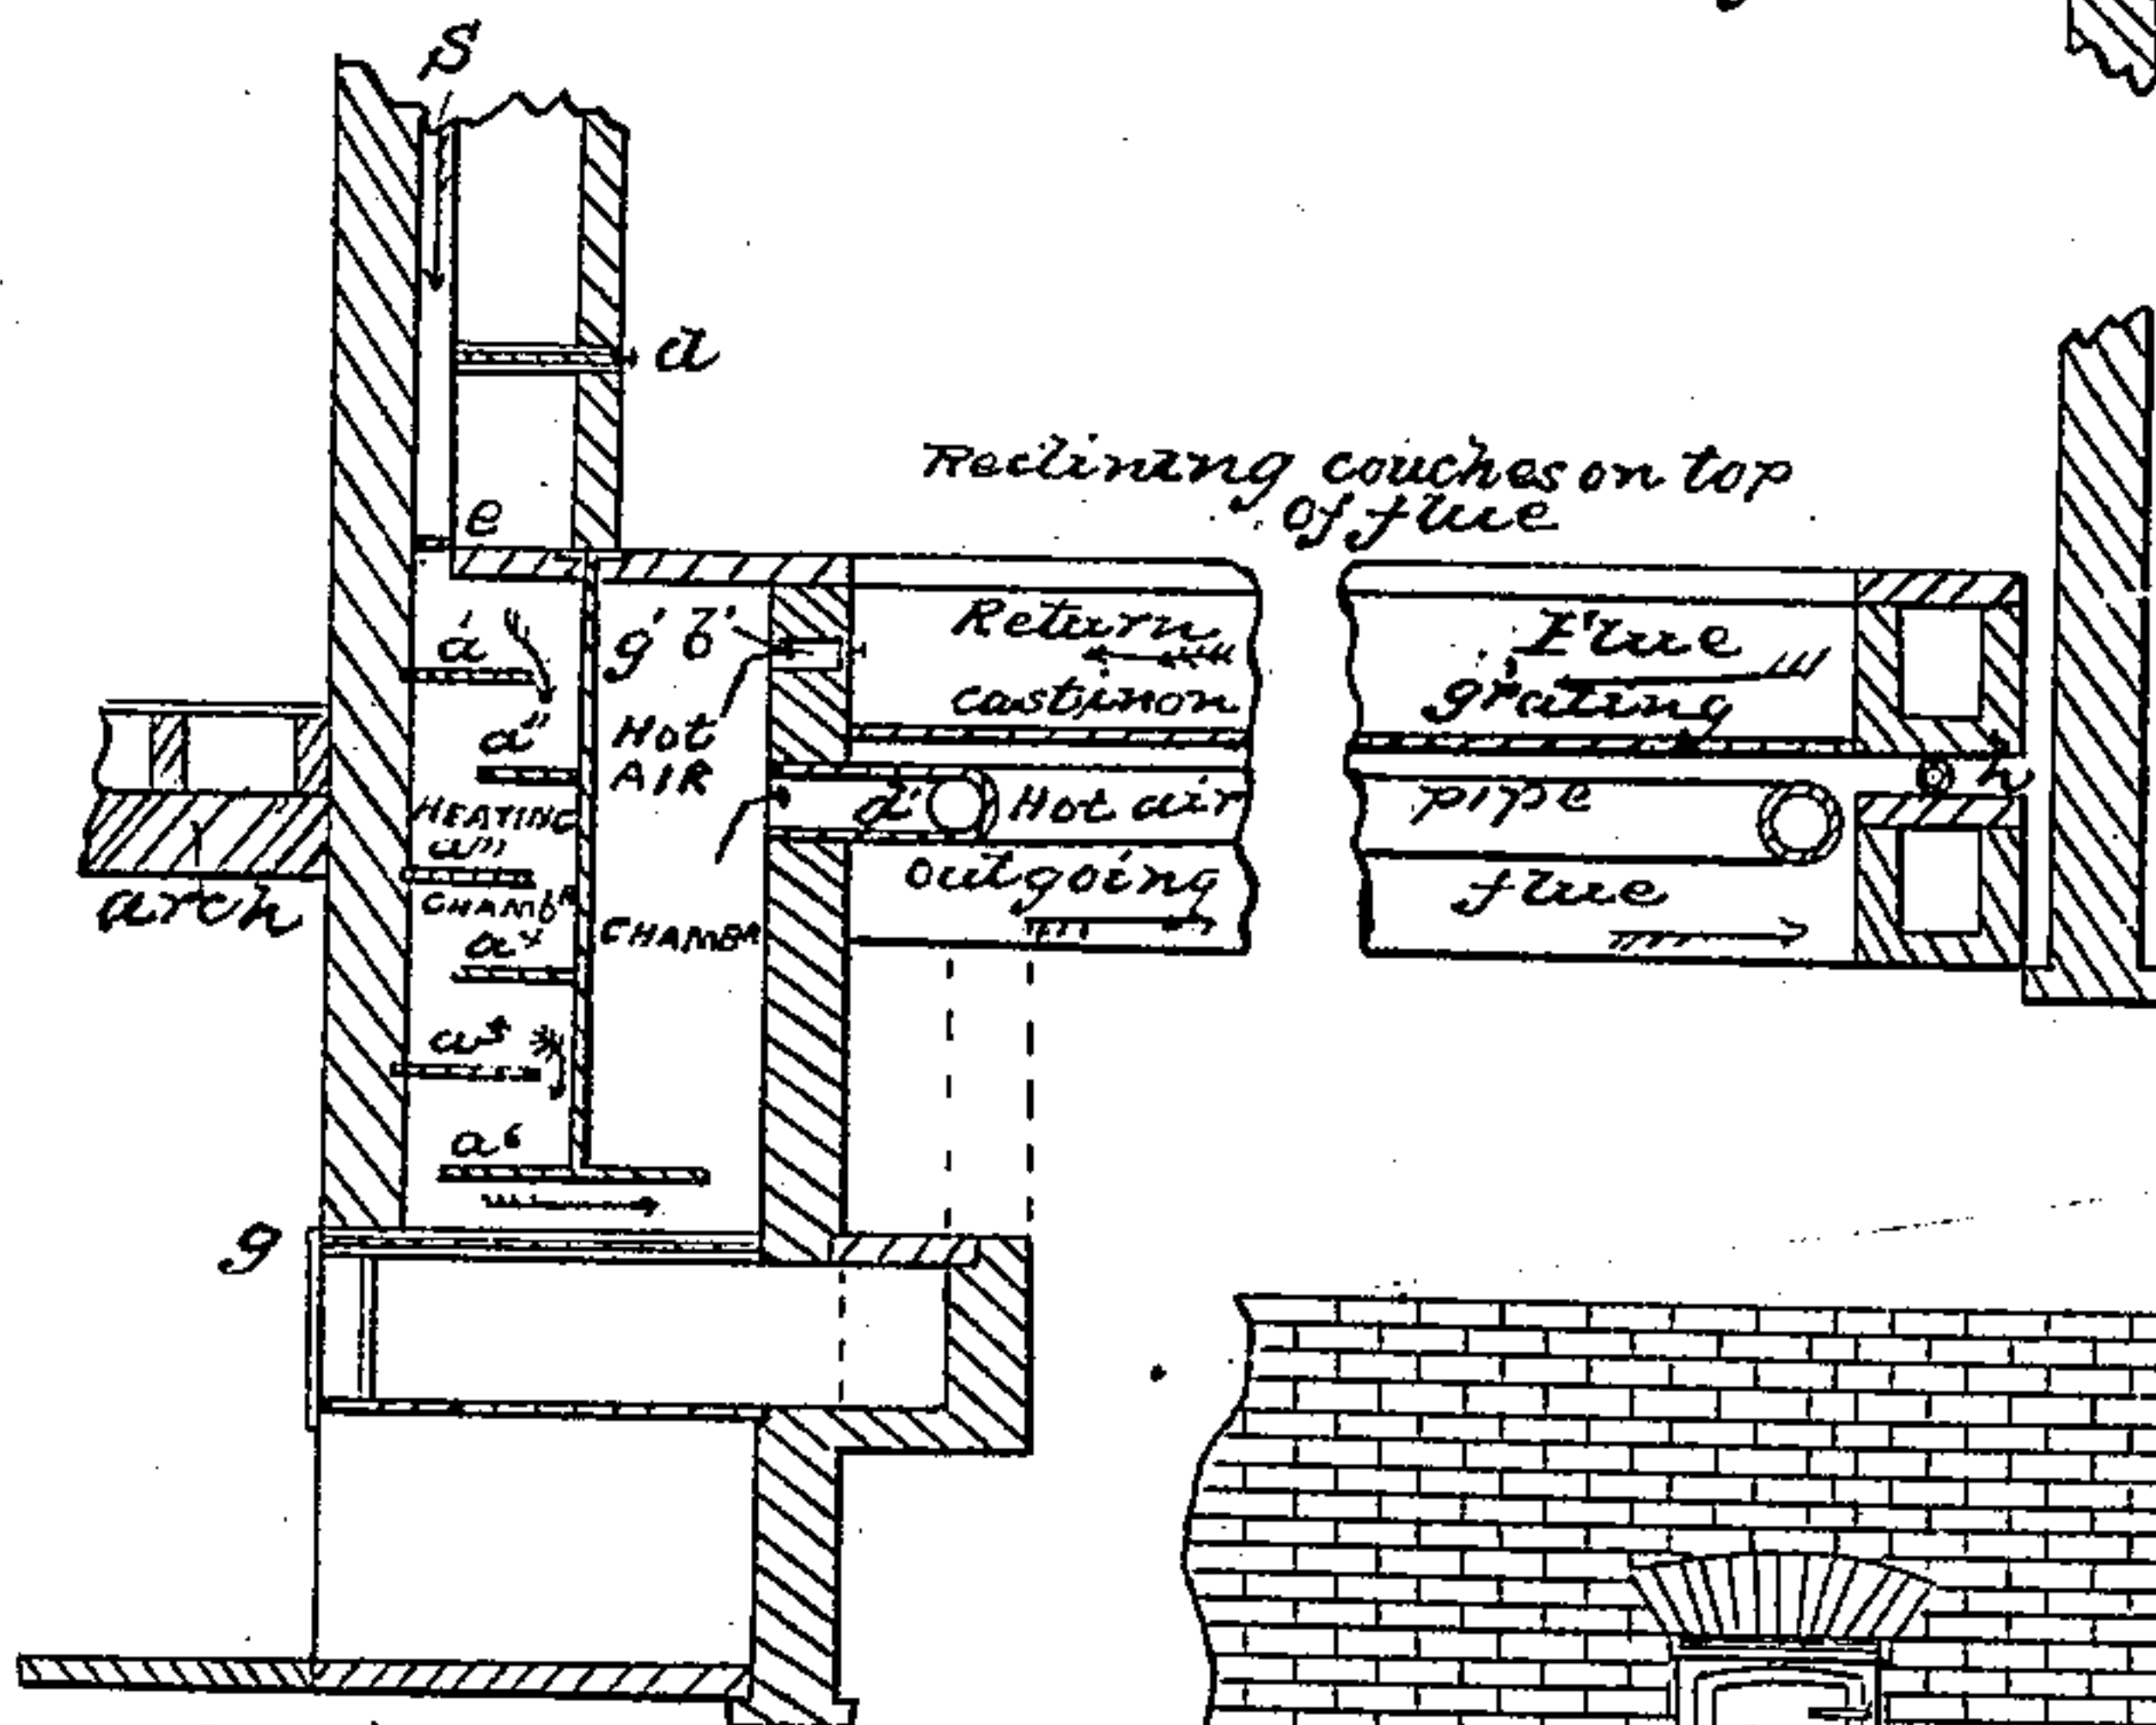 S
a
Reclining couches on top
of flue
e
g' b'
Return Flue
a'
castiron grating
a''
HOT
AIR
h
HEATING
d' Hot air pipe
a'''
outgoing flue
arch
CHAMBR
CHAMBR
a⁴
a⁵
a⁶
g